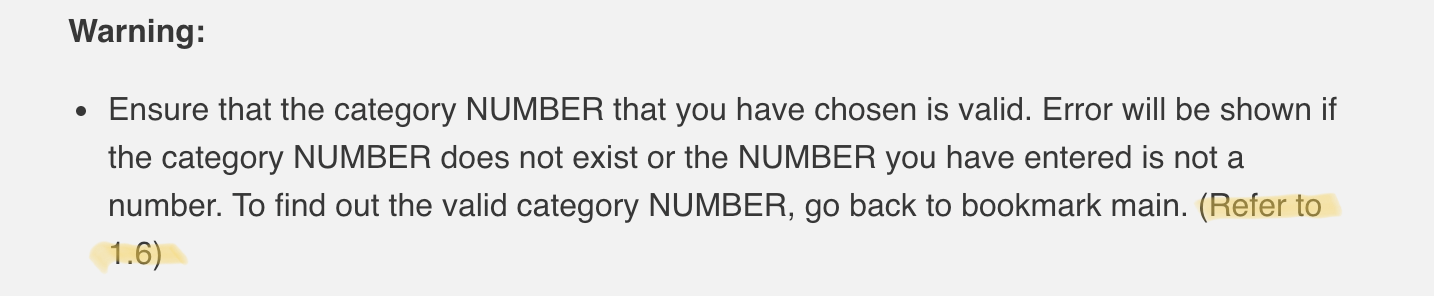 Warning:
• Ensure that the category NUMBER that you have chosen is valid. Error will be shown if
the category NUMBER does not exist or the NUMBER you have entered is not a
number. To find out the valid category NUMBER, go back to bookmark main. (Refer to
1.6)